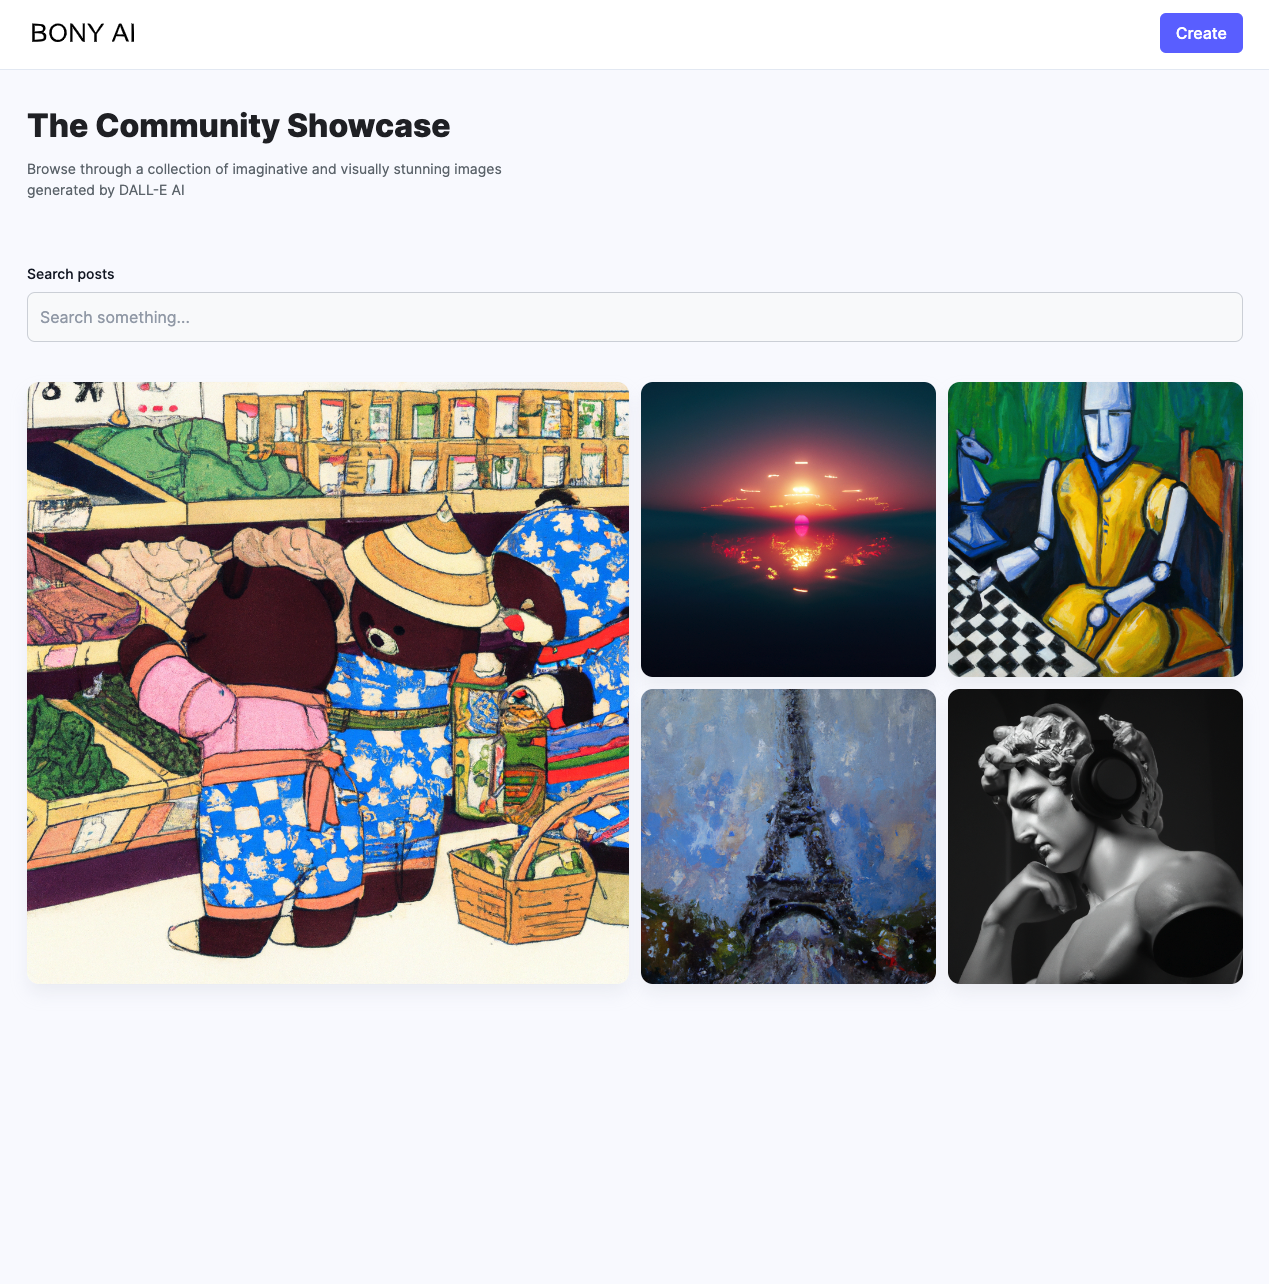 BONY AI
Create
The Community Showcase
Browse through a collection of imaginative and visually stunning images
generated by DALL-E AI
Search posts
Search something...